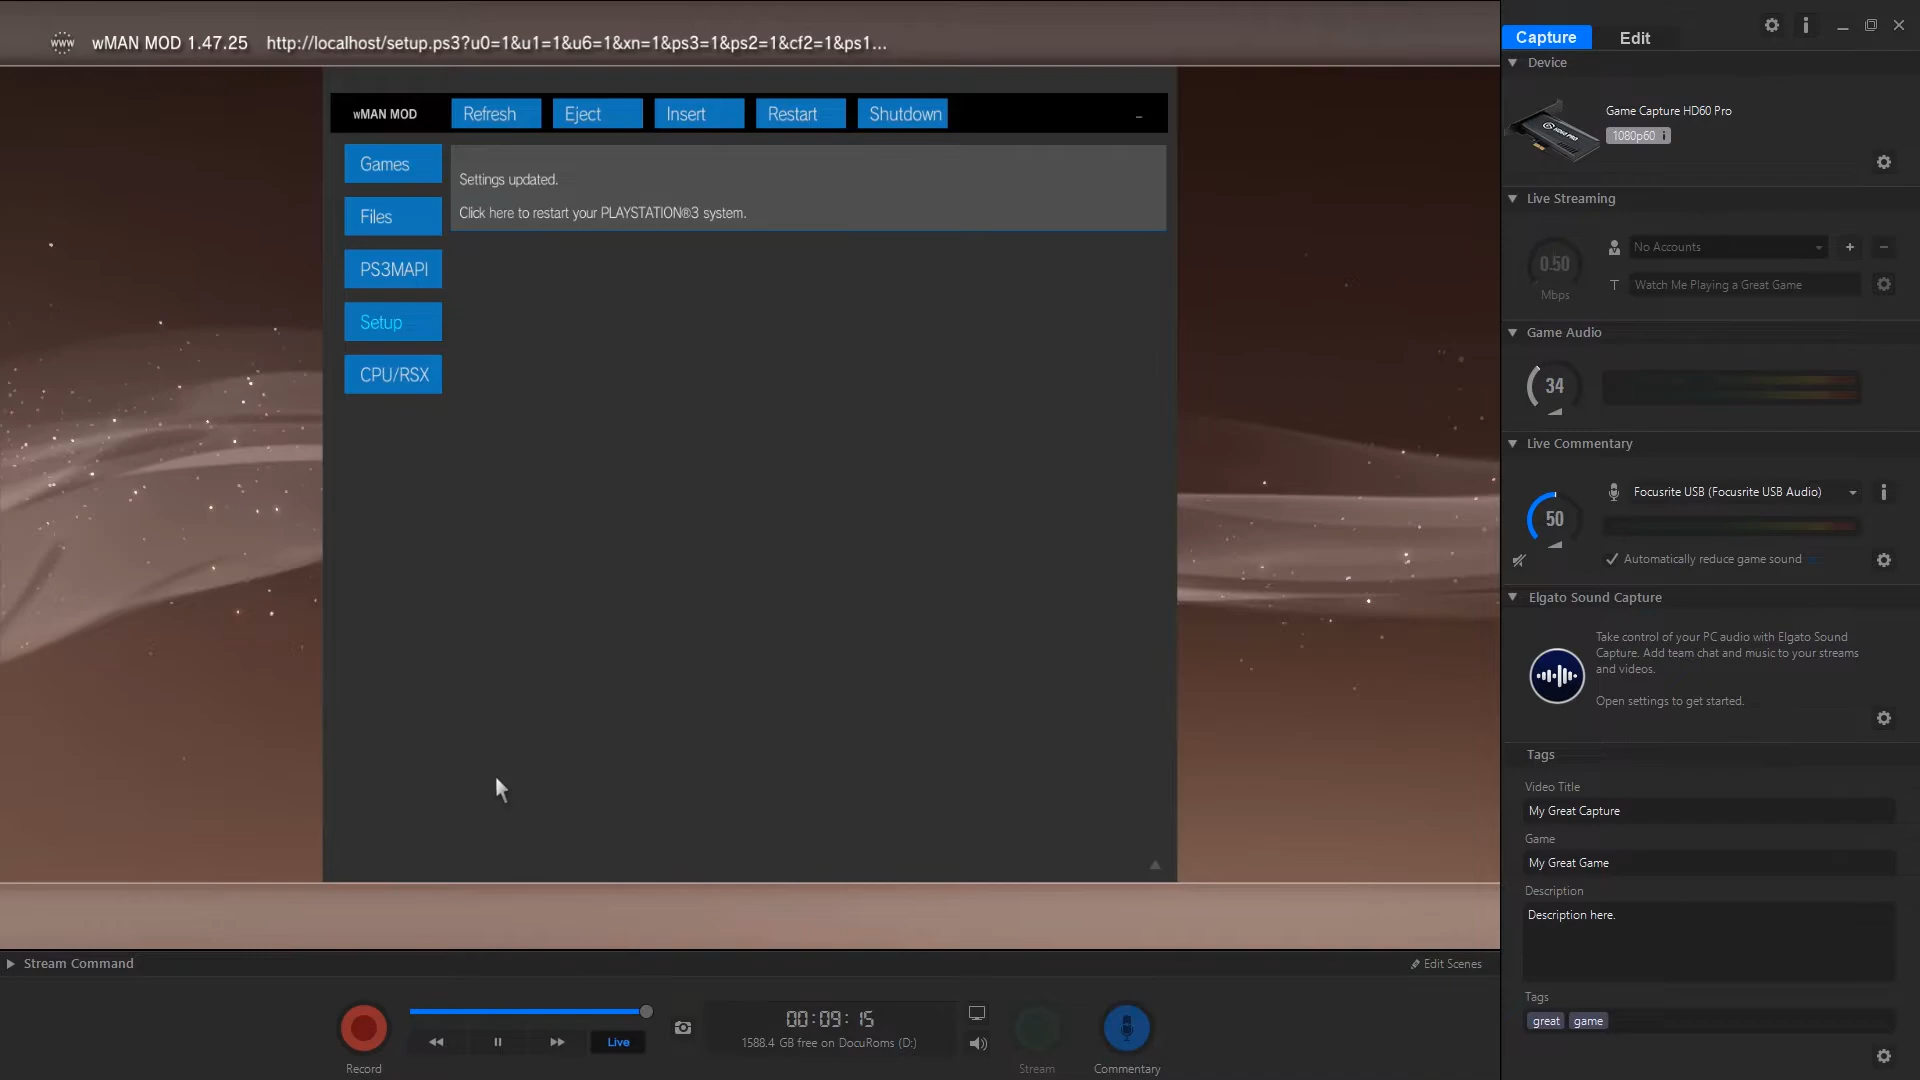 www wMAN MOD 1.47.25 http://localhost/setup.ps3?u0=1&u1=1&u6=1&xn=1&ps3=1&ps2=1&cf2=1&ps1...
wMAN MOD Refresh Eject Insert Restart Shutdown
Games
Files
PS3MAPI
Setup
CPU/RSX
Settings updated.
Click here to restart your PLAYSTATION®3 system.
Capture Edit
Device
Game Capture HD60 Pro
1080p60 i
Live Streaming
0.50
Mbps
No Accounts
T Watch Me Playing a Great Game
Game Audio
34
Live Commentary
50
Focusrite USB (Focusrite USB Audio)
Automatically reduce game sound
Elgato Sound Capture
Take control of your PC audio with Elgato Sound
Capture. Add team chat and music to your streams
and videos.
Open settings to get started.
Tags
Video Title
My Great Capture
Game
My Great Game
Description
Description here.
Tags
great game
Stream Command
Edit Scenes
Record
Live
00:09:15
1588.4 GB free on DocuRoms (D:)
Stream
Commentary